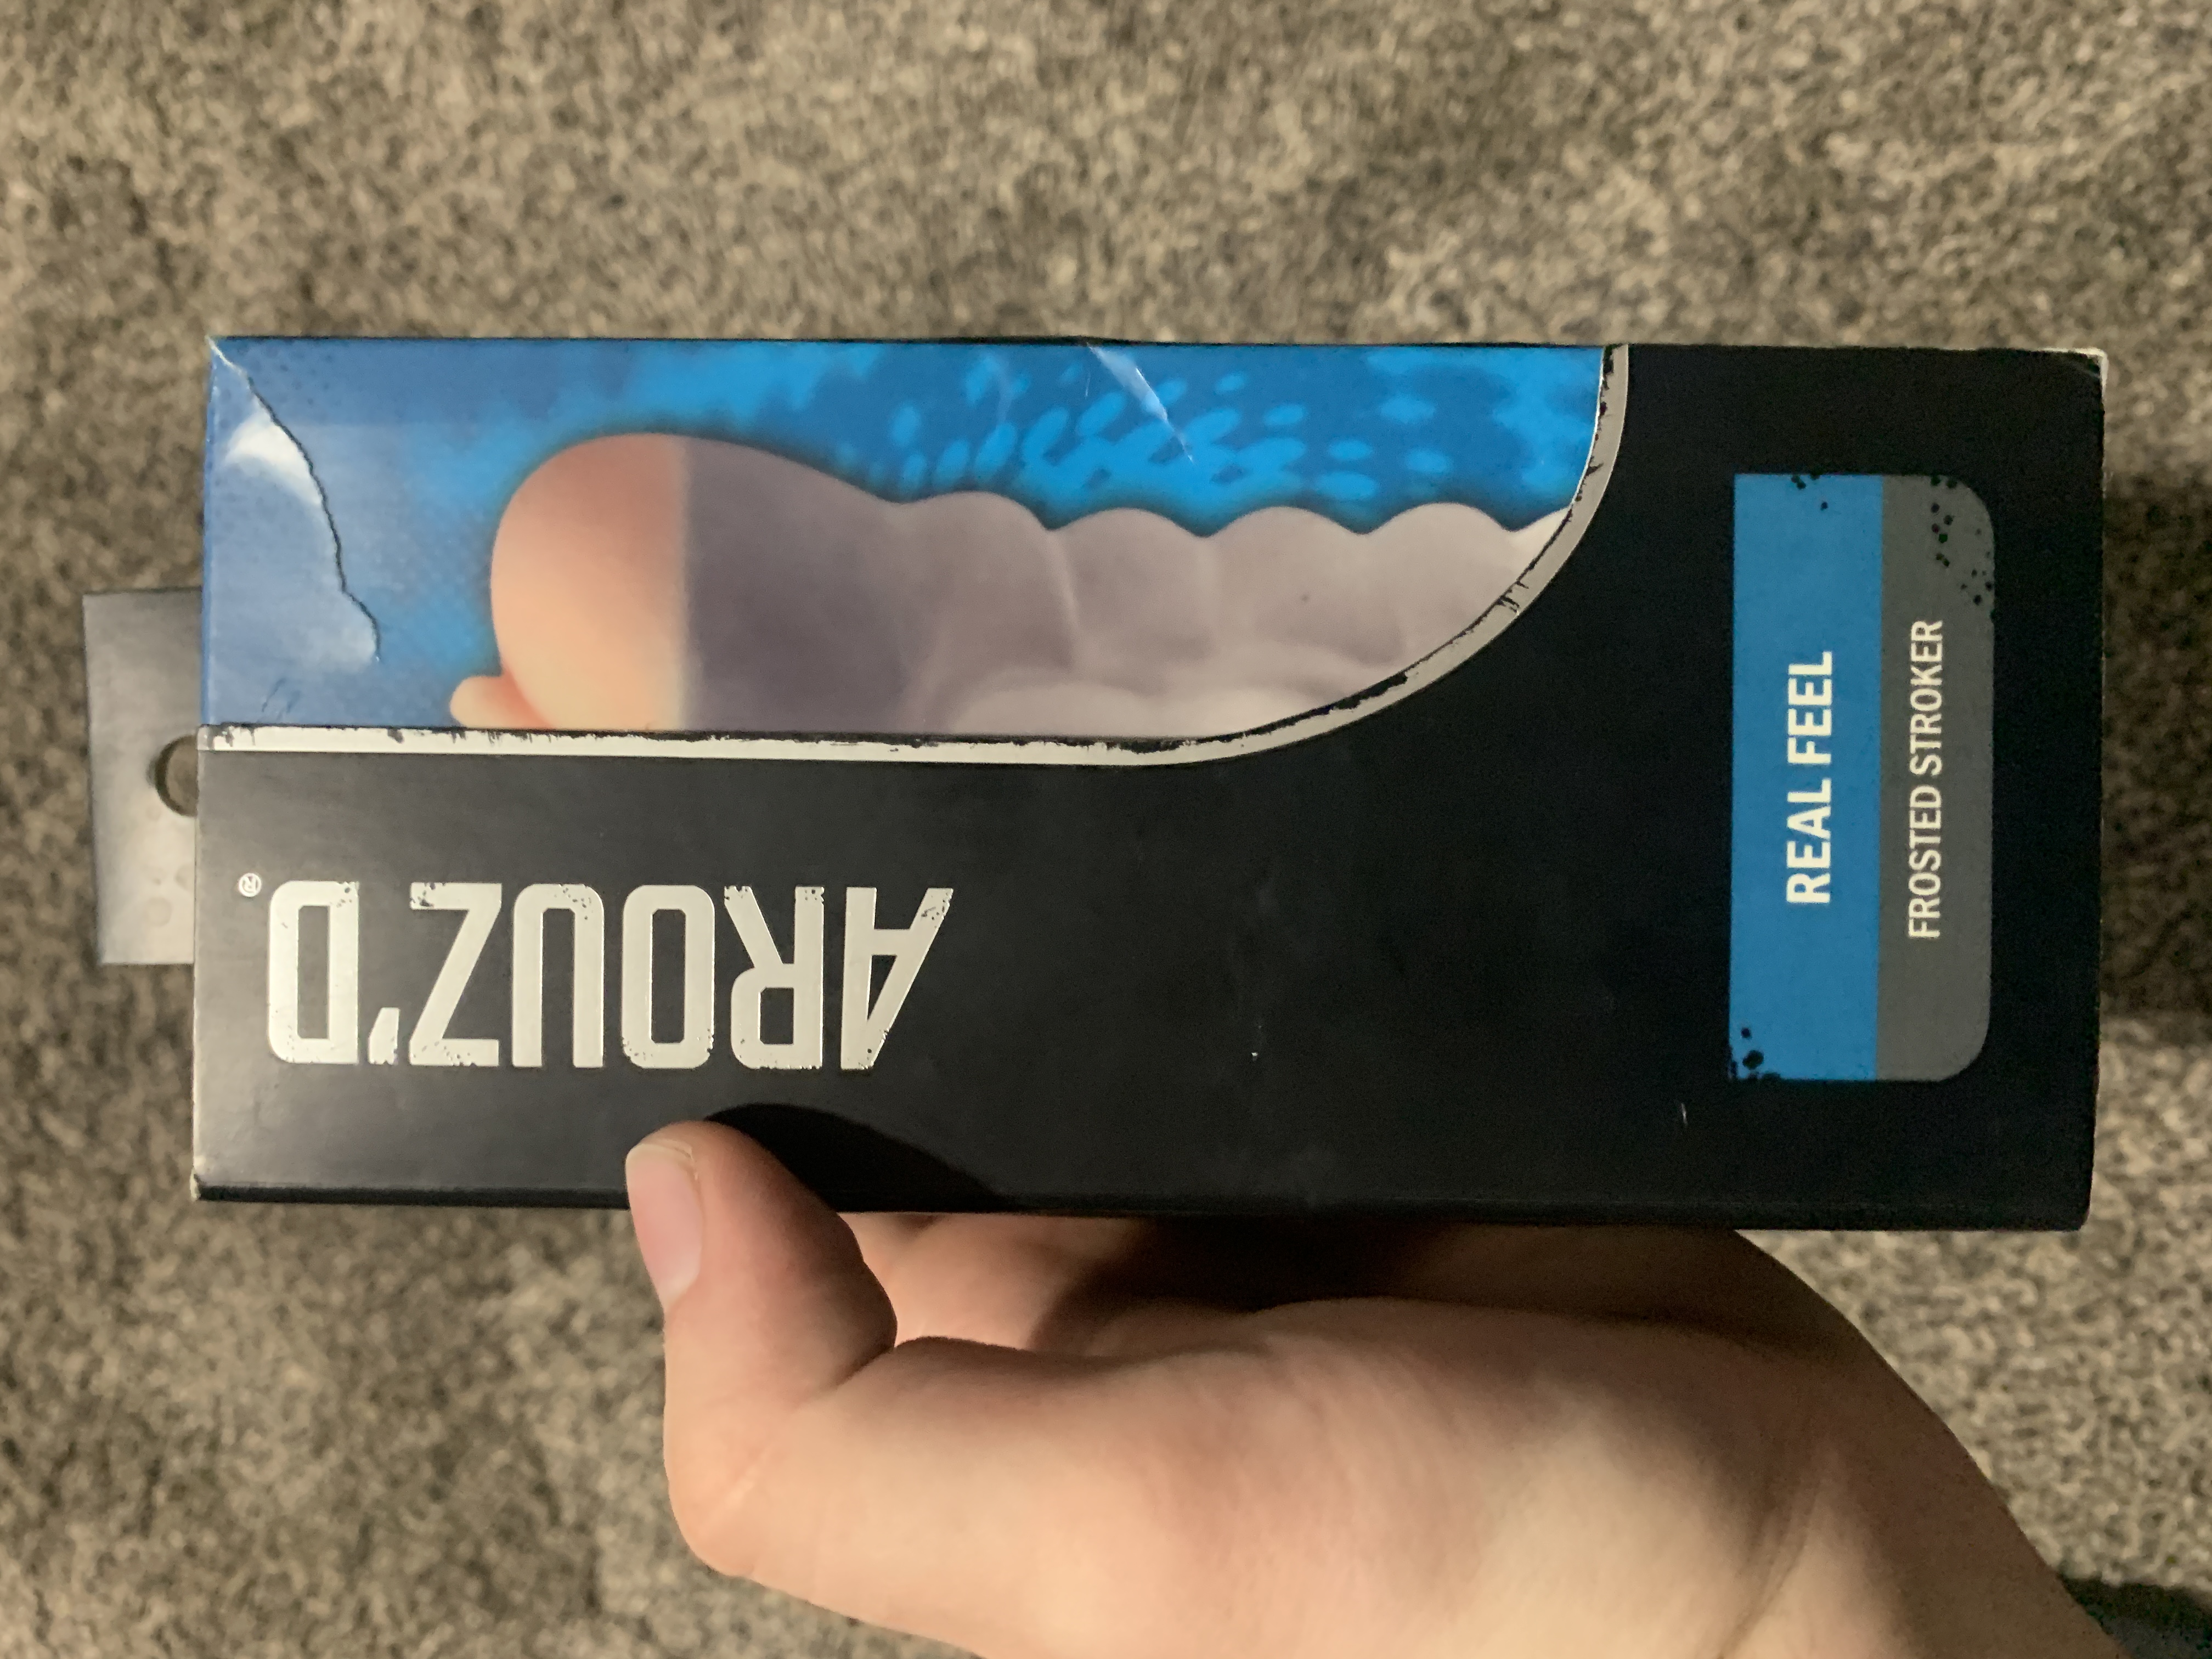 AROUZ'D®
REAL FEEL
FROSTED STROKER